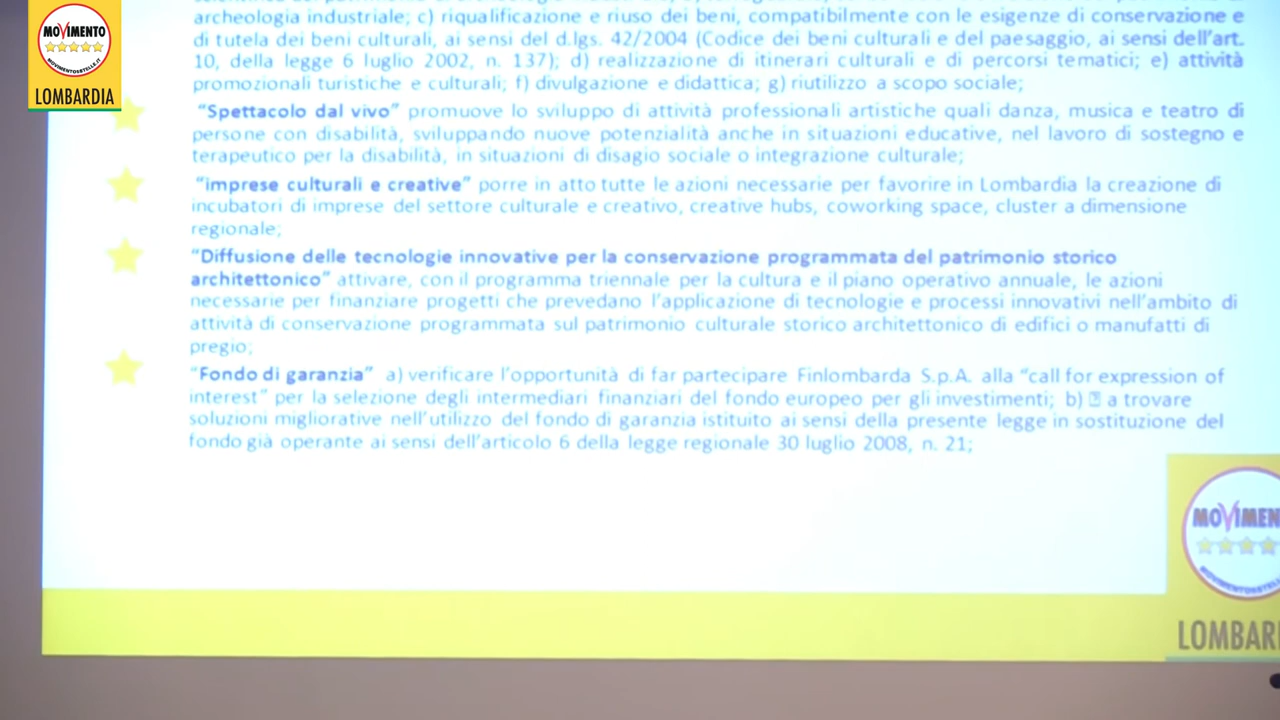 MOVIMENTO
MOVIMENTO5STELLE.IT
LOMBARDIA
archeologia industriale; c) riqualificazione e riuso dei beni, compatibilmente con le esigenze di conservazione e
di tutela dei beni culturali, ai sensi del d.lgs. 42/2004 (Codice dei beni culturali e del paesaggio, ai sensi dell'art.
10, della legge 6 luglio 2002, n. 137); d) realizzazione di itinerari culturali e di percorsi tematici; e) attività
promozionali turistiche e culturali; f) divulgazione e didattica; g) riutilizzo a scopo sociale;
“Spettacolo dal vivo” promuove lo sviluppo di attività professionali artistiche quali danza, musica e teatro di
persone con disabilità, sviluppando nuove potenzialità anche in situazioni educative, nel lavoro di sostegno e
terapeutico per la disabilità, in situazioni di disagio sociale o integrazione culturale;
“imprese culturali e creative” porre in atto tutte le azioni necessarie per favorire in Lombardia la creazione di
incubatori di imprese del settore culturale e creativo, creative hubs, coworking space, cluster a dimensione
regionale;
“Diffusione delle tecnologie innovative per la conservazione programmata del patrimonio storico
architettonico” attivare, con il programma triennale per la cultura e il piano operativo annuale, le azioni
necessarie per finanziare progetti che prevedano l'applicazione di tecnologie e processi innovativi nell'ambito di
attività di conservazione programmata sul patrimonio culturale storico architettonico di edifici o manufatti di
pregio;
“Fondo di garanzia” a) verificare l'opportunità di far partecipare Finlombarda S.p.A. alla “call for expression of
interest” per la selezione degli intermediari finanziari del fondo europeo per gli investimenti; b) a trovare
soluzioni migliorative nell'utilizzo del fondo di garanzia istituito ai sensi della presente legge in sostituzione del
fondo già operante ai sensi dell'articolo 6 della legge regionale 30 luglio 2008, n. 21;
MOVIMEN
LOMBARD